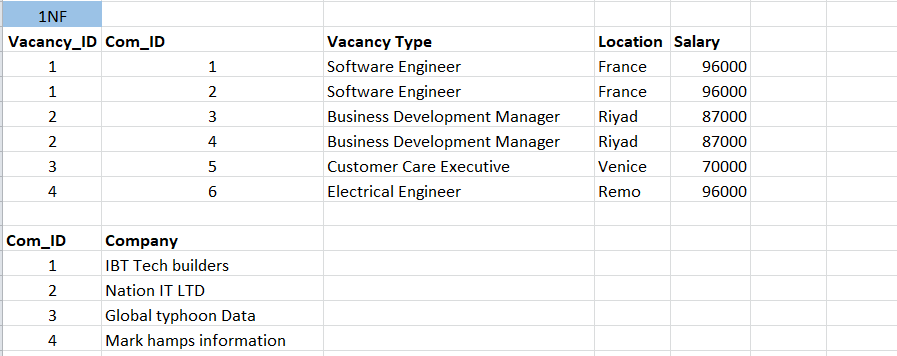 1NF
Vacancy_ID Com_ID Vacancy Type Location Salary
1 1 Software Engineer France 96000
1 2 Software Engineer France 96000
2 3 Business Development Manager Riyad 87000
2 4 Business Development Manager Riyad 87000
3 5 Customer Care Executive Venice 70000
4 6 Electrical Engineer Remo 96000
Com_ID Company
1 IBT Tech builders
2 Nation IT LTD
3 Global typhoon Data
4 Mark hamps information